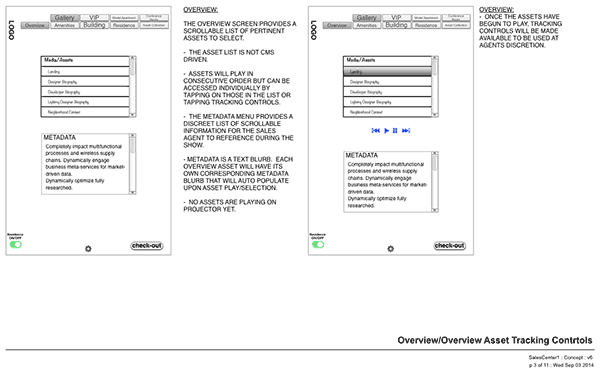 LOGO
Gallery
VIP
Model Apartment
Conference Rooms
Overview
Amenities
Building
Residence
Asset Collection
Media / Assets
Landing
Designer Biography
Developer Biography
Lighting Designer Biography
Neighborhood Context
METADATA
Completely impact multifunctional
processes and wireless supply
chains. Dynamically engage
business meta-services for market-
driven data.
Dynamically optimize fully
researched.
Residence
ON/OFF
check-out
OVERVIEW:
THE OVERVIEW SCREEN PROVIDES A
SCROLLABLE LIST OF PERTINENT
ASSETS TO SELECT.
- THE ASSET LIST IS NOT CMS
DRIVEN.
- ASSETS WILL PLAY IN
CONSECUTIVE ORDER BUT CAN BE
ACCESSED INDIVIDUALLY BY
TAPPING ON THOSE IN THE LIST OR
TAPPING TRACKING CONTROLS.
- THE METADATA MENU PROVIDES A
DISCREET LIST OF SCROLLABLE
INFORMATION FOR THE SALES
AGENT TO REFERENCE DURING THE
SHOW.
- METADATA IS A TEXT BLURB. EACH
OVERVIEW ASSET WILL HAVE ITS
OWN CORRESPONDING METADATA
BLURB THAT WILL AUTO POPULATE
UPON ASSET PLAY/SELECTION.
- NO ASSETS ARE PLAYING ON
PROJECTOR YET.
LOGO
Gallery
VIP
Model Apartment
Conference Rooms
Overview
Amenities
Building
Residence
Asset Collection
Media / Assets
Landing
Designer Biography
Developer Biography
Lighting Designer Biography
Neighborhood Context
METADATA
Completely impact multifunctional
processes and wireless supply
chains. Dynamically engage
business meta-services for market-
driven data.
Dynamically optimize fully
researched.
Residence
ON/OFF
check-out
OVERVIEW:
- ONCE THE ASSETS HAVE
BEGUN TO PLAY, TRACKING
CONTROLS WILL BE MADE
AVAILABLE TO BE USED AT
AGENTS DISCRETION.
Overview/Overview Asset Tracking Contrtols
SalesCenter1 : Concept : v6
p 3 of 11 : Wed Sep 03 2014